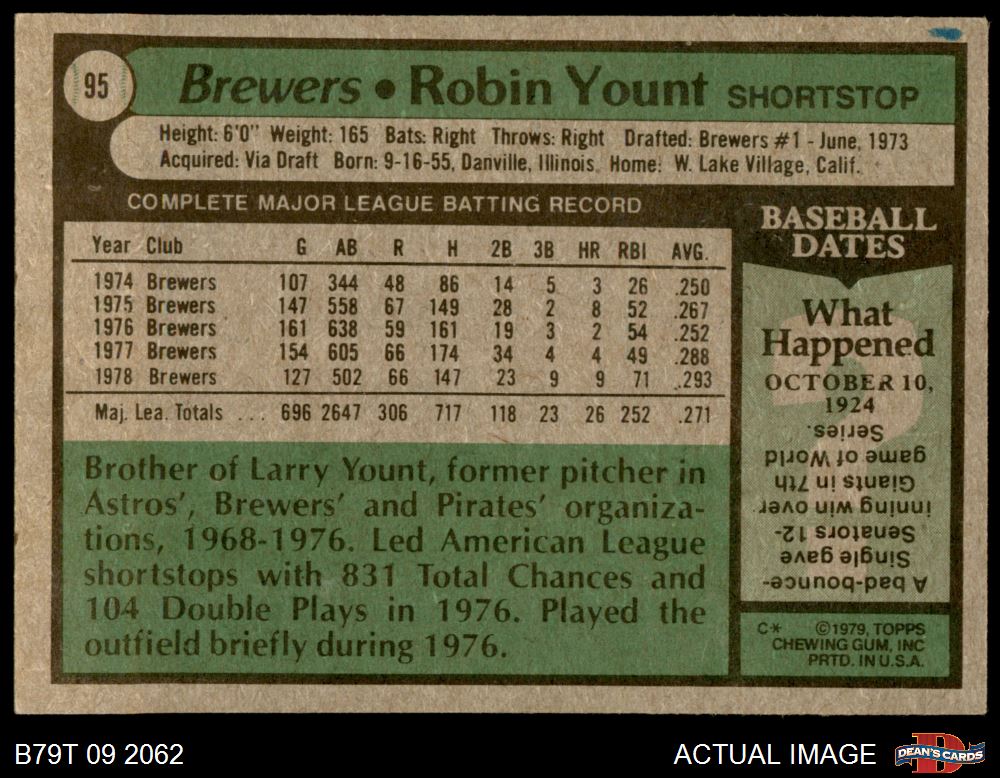 95
Brewers • Robin Yount SHORTSTOP
Height: 6'0" Weight: 165 Bats: Right Throws: Right Drafted: Brewers #1 - June, 1973
Acquired: Via Draft Born: 9-16-55, Danville, Illinois Home: W. Lake Village, Calif.
COMPLETE MAJOR LEAGUE BATTING RECORD
Year Club G AB R H 2B 3B HR RBI AVG.
1974 Brewers 107 344 48 86 14 5 3 26 .250
1975 Brewers 147 558 67 149 28 2 8 52 .267
1976 Brewers 161 638 59 161 19 3 2 54 .252
1977 Brewers 154 605 66 174 34 4 4 49 .288
1978 Brewers 127 502 66 147 23 9 9 71 .293
Maj. Lea. Totals ... 696 2647 306 717 118 23 26 252 .271
Brother of Larry Yount, former pitcher in
Astros', Brewers' and Pirates' organiza-
tions, 1968-1976. Led American League
shortstops with 831 Total Chances and
104 Double Plays in 1976. Played the
outfield briefly during 1976.
BASEBALL
DATES
What
Happened
OCTOBER 10,
1924
A bad-bounce-
Single gave
Senators 12-
inning win over
Giants in 7th
game of World
Series.
C* ©1979, TOPPS
CHEWING GUM, INC
PRTD. IN U.S.A.
B79T 09 2062
ACTUAL IMAGE
DEAN'S CARDS